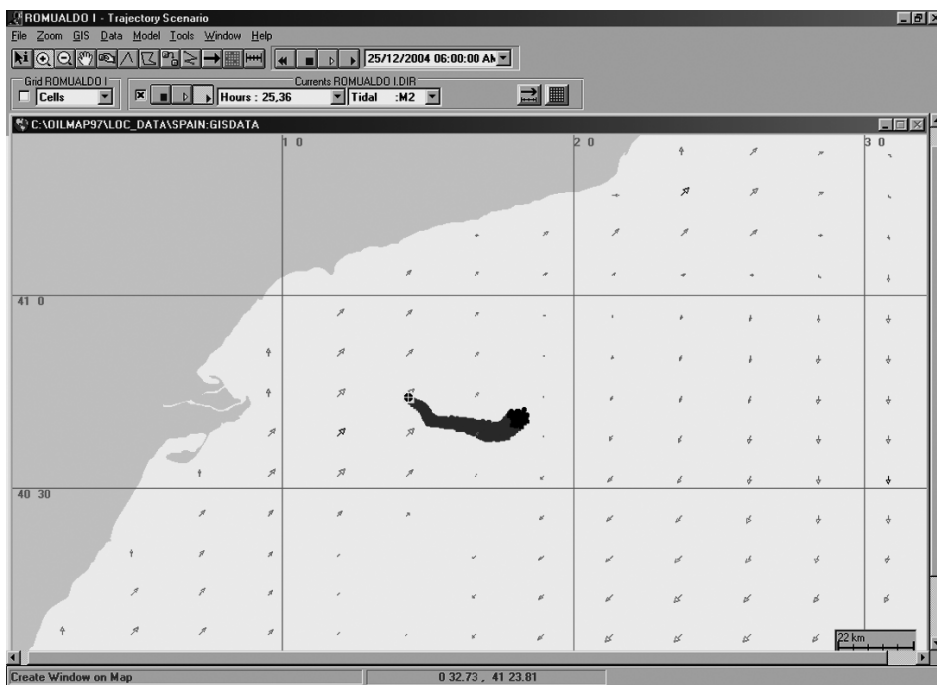 ROMUALDO I - Trajectory Scenario
File Zoom GIS Data Model Tools Window Help
25/12/2004 06:00:00 AM
Grid ROMUALDO I
Currents ROMUALDO I.DIR
Cells
Hours : 25,36
Tidal :M2
C:\OILMAP97\LOC_DATA\SPAIN:GISDATA
1 0
2 0
3 0
41 0
40 30
22 km
Create Window on Map
0 32.73 , 41 23.81